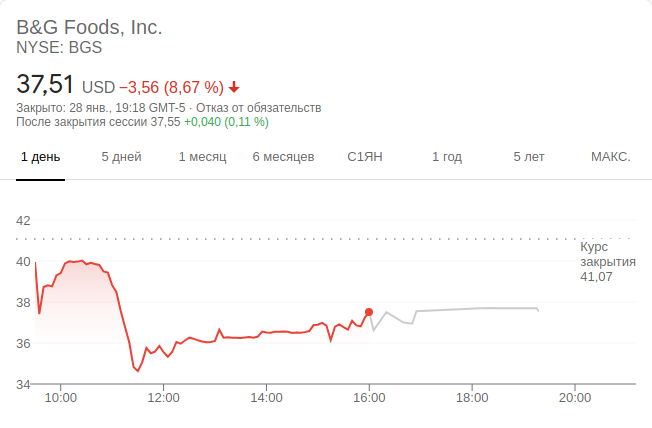 B&G Foods, Inc.
NYSE: BGS
37,51 USD −3,56 (8,67 %)
Закрыто: 28 янв., 19:18 GMT-5 · Отказ от обязательств
После закрытия сессии 37,55 +0,040 (0,11 %)
1 день 5 дней 1 месяц 6 месяцев С1ЯН 1 год 5 лет МАКС.
42
Курс
закрытия
41,07
40
38
36
34
10:00 12:00 14:00 16:00 18:00 20:00